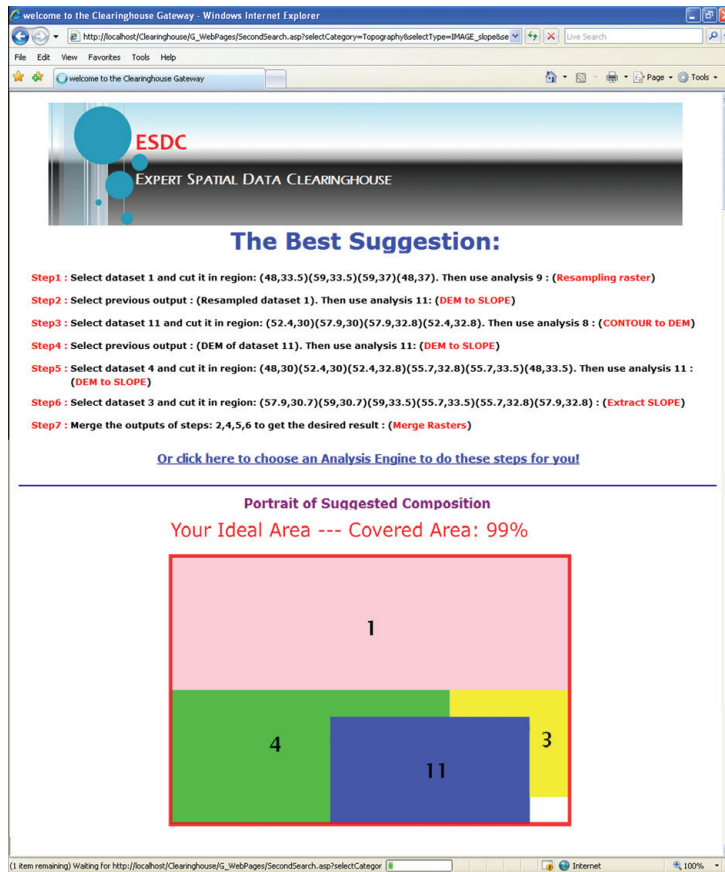 welcome to the Clearinghouse Gateway - Windows Internet Explorer
http://localhost/Clearinghouse/G_WebPages/SecondSearch.asp?selectCategory=Topography&selectType=IMAGE_slope&se
Live Search
File Edit View Favorites Tools Help
welcome to the Clearinghouse Gateway
Page Tools
ESDC
EXPERT SPATIAL DATA CLEARINGHOUSE
The Best Suggestion:
Step1 : Select dataset 1 and cut it in region: (48,33.5)(59,33.5)(59,37)(48,37). Then use analysis 9 : (Resampling raster)
Step2 : Select previous output : (Resampled dataset 1). Then use analysis 11: (DEM to SLOPE)
Step3 : Select dataset 11 and cut it in region: (52.4,30)(57.9,30)(57.9,32.8)(52.4,32.8). Then use analysis 8 : (CONTOUR to DEM)
Step4 : Select previous output : (DEM of dataset 11). Then use analysis 11: (DEM to SLOPE)
Step5 : Select dataset 4 and cut it in region: (48,30)(52.4,30)(52.4,32.8)(55.7,32.8)(55.7,33.5)(48,33.5). Then use analysis 11 :
(DEM to SLOPE)
Step6 : Select dataset 3 and cut it in region: (57.9,30.7)(59,30.7)(59,33.5)(55.7,33.5)(55.7,32.8)(57.9,32.8) : (Extract SLOPE)
Step7 : Merge the outputs of steps: 2,4,5,6 to get the desired result : (Merge Rasters)
Or click here to choose an Analysis Engine to do these steps for you!
Portrait of Suggested Composition
Your Ideal Area --- Covered Area: 99%
1
4
3
11
(1 item remaining) Waiting for http://localhost/Clearinghouse/G_WebPages/SecondSearch.asp?selectCategor
Internet
100%